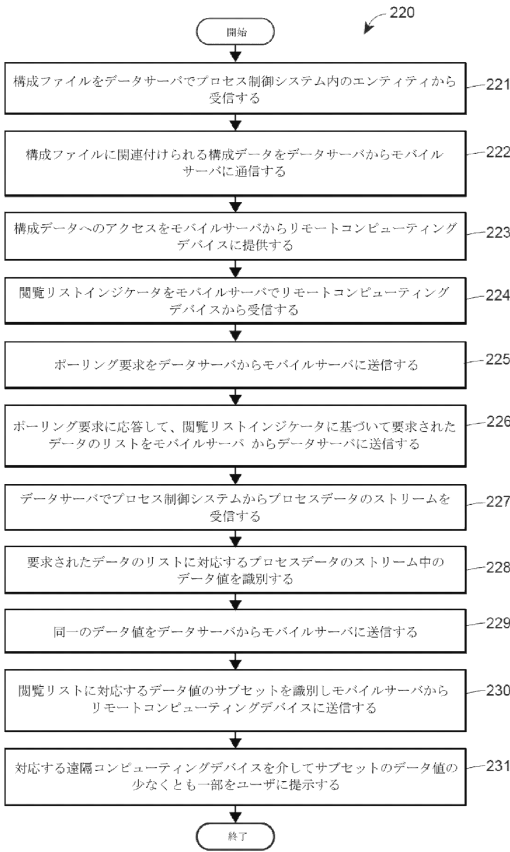 220
開始
構成ファイルをデータサーバでプロセス制御システム内のエンティティから
受信する
221
構成ファイルに関連付けられる構成データをデータサーバからモバイル
サーバに通信する
222
構成データへのアクセスをモバイルサーバからリモートコンピューティング
デバイスに提供する
223
閲覧リストインジケータをモバイルサーバでリモートコンピューティング
デバイスから受信する
224
ポーリング要求をデータサーバからモバイルサーバに送信する
225
ポーリング要求に応答して、閲覧リストインジケータに基づいて要求された
データのリストをモバイルサーバ からデータサーバに送信する
226
データサーバでプロセス制御システムからプロセスデータのストリームを
受信する
227
要求されたデータのリストに対応するプロセスデータのストリーム中の
データ値を識別する
228
同一のデータ値をデータサーバからモバイルサーバに送信する
229
閲覧リストに対応するデータ値のサブセットを識別しモバイルサーバから
リモートコンピューティングデバイスに送信する
230
対応する遠隔コンピューティングデバイスを介してサブセットのデータ値の
少なくとも一部をユーザに提示する
231
終了